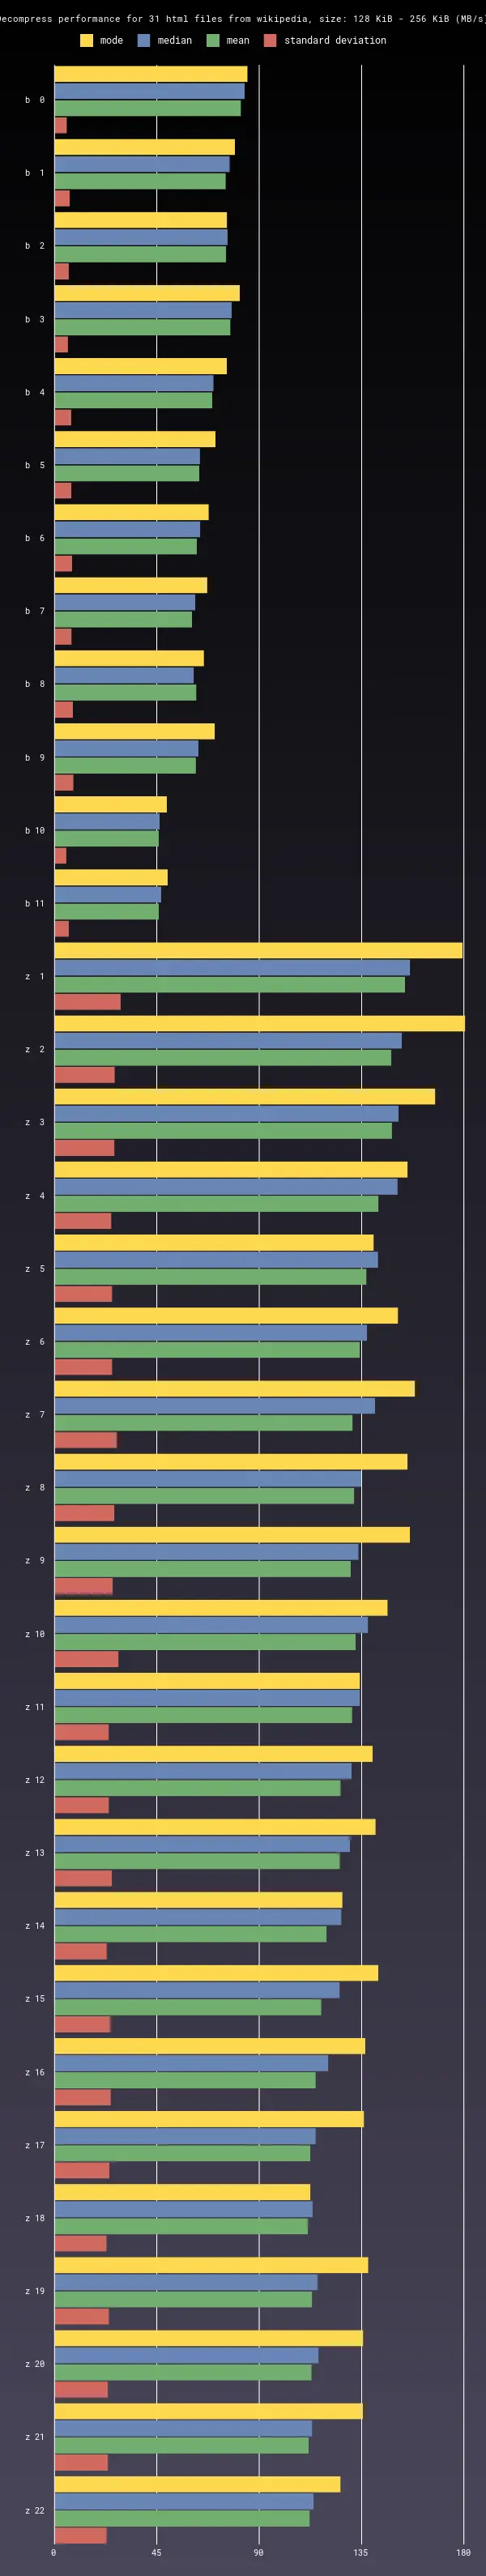 ecompress performance for 31 html files from wikipedia, size: 128 KiB - 256 KiB (MB/s
mode median mean standard deviation
b 0
b 1
b 2
b 3
b 4
b 5
b 6
b 7
b 8
b 9
b 10
b 11
z 1
z 2
z 3
z 4
z 5
z 6
z 7
z 8
z 9
z 10
z 11
z 12
z 13
z 14
z 15
z 16
z 17
z 18
z 19
z 20
z 21
z 22
0 45 90 135 180